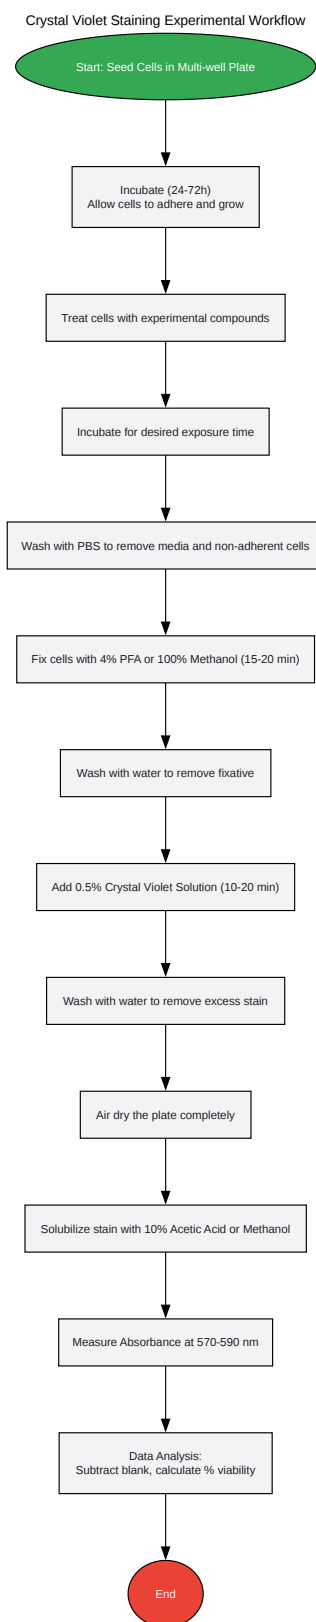 Crystal Violet Staining Experimental Workflow
Start: Seed Cells in Multi-well Plate
Incubate (24-72h)
Allow cells to adhere and grow
Treat cells with experimental compounds
Incubate for desired exposure time
Wash with PBS to remove media and non-adherent cells
Fix cells with 4% PFA or 100% Methanol (15-20 min)
Wash with water to remove fixative
Add 0.5% Crystal Violet Solution (10-20 min)
Wash with water to remove excess stain
Air dry the plate completely
Solubilize stain with 10% Acetic Acid or Methanol
Measure Absorbance at 570-590 nm
Data Analysis:
Subtract blank, calculate % viability
End